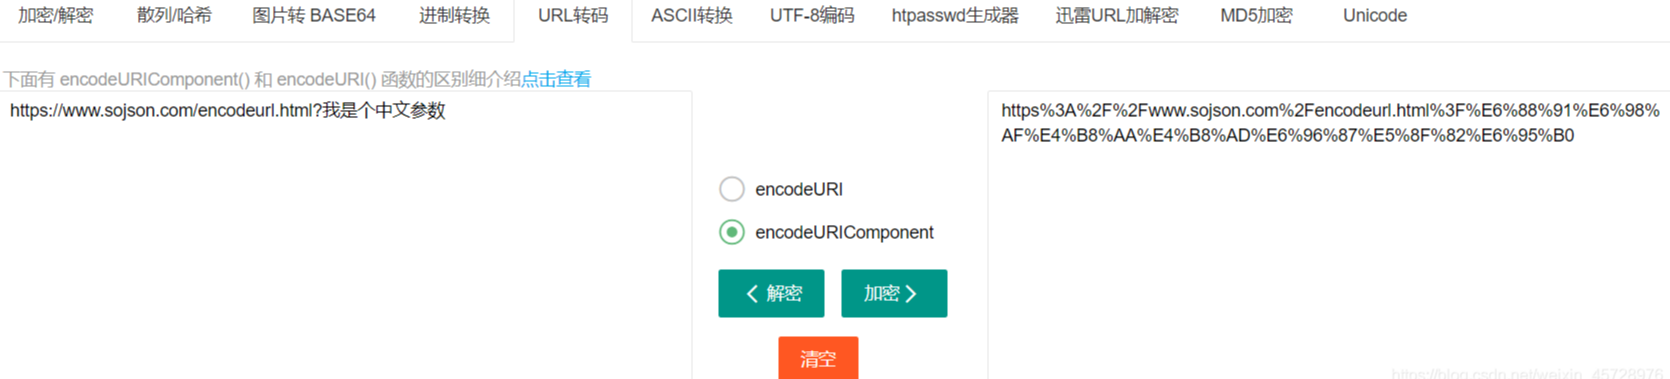 加密/解密 散列/哈希 图片转 BASE64 进制转换 URL转码 ASCII转换 UTF-8编码 htpasswd生成器 迅雷URL加解密 MD5加密 Unicode
下面有 encodeURIComponent() 和 encodeURI() 函数的区别细介绍点击查看
https://www.sojson.com/encodeurl.html?我是个中文参数
https%3A%2F%2Fwww.sojson.com%2Fencodeurl.html%3F%E6%88%91%E6%98%
AF%E4%B8%AA%E4%B8%AD%E6%96%87%E5%8F%82%E6%95%B0
encodeURI
encodeURIComponent
解密 加密
清空
https://blog.csdn.net/weixin_45728976